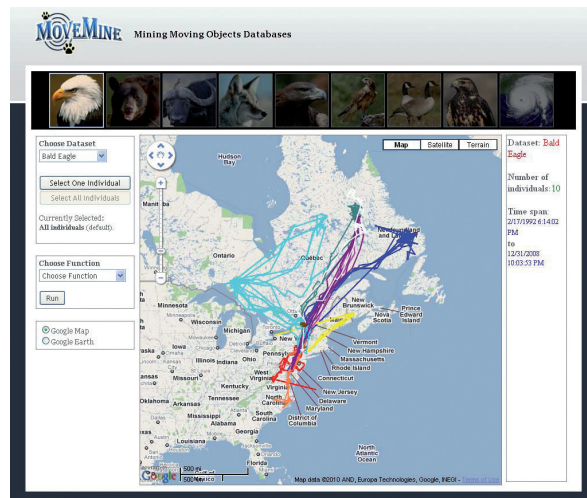 MOVEMINE
Mining Moving Objects Databases
Choose Dataset
Bald Eagle
Select One Individual
Select All Individuals
Currently Selected:
All individuals (default).
Choose Function
Choose Function
Run
Google Map
Google Earth
Map
Satellite
Terrain
Hudson
Bay
Ontario
Québec
Newfoundland
New
Brunswick
Prince
Edward
Island
Nova
Scotia
Minnesota
Wisconsin
Michigan
Toronto
Vermont
New Hampshire
Massachusetts
Rhode Island
Connecticut
New Jersey
Delaware
Maryland
District of
Columbia
Iowa
Illinois
Indiana
Ohio
West
Virginia
Virginia
Missouri
Kentucky
Tennessee
North
Carolina
South
Carolina
Oklahoma
Arkansas
Mississippi
Alabama
Georgia
Louisiana
Florida
North
Atlantic
Ocean
500 mi
Google
Map data ©2010 AND, Europa Technologies, Google, INEGI - Terms of Use
Dataset: Bald
Eagle
Number of
individuals: 10
Time span:
2/17/1992 6:14:02
PM
to
12/31/2008
10:03:53 PM